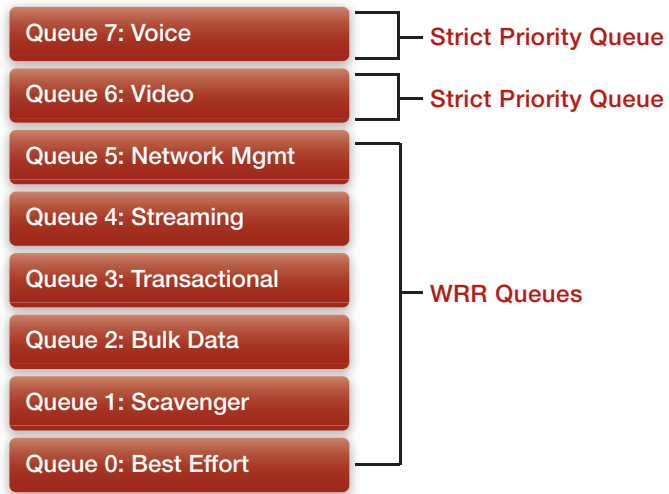 Queue 7: Voice
Strict Priority Queue
Queue 6: Video
Strict Priority Queue
Queue 5: Network Mgmt
Queue 4: Streaming
Queue 3: Transactional
WRR Queues
Queue 2: Bulk Data
Queue 1: Scavenger
Queue 0: Best Effort